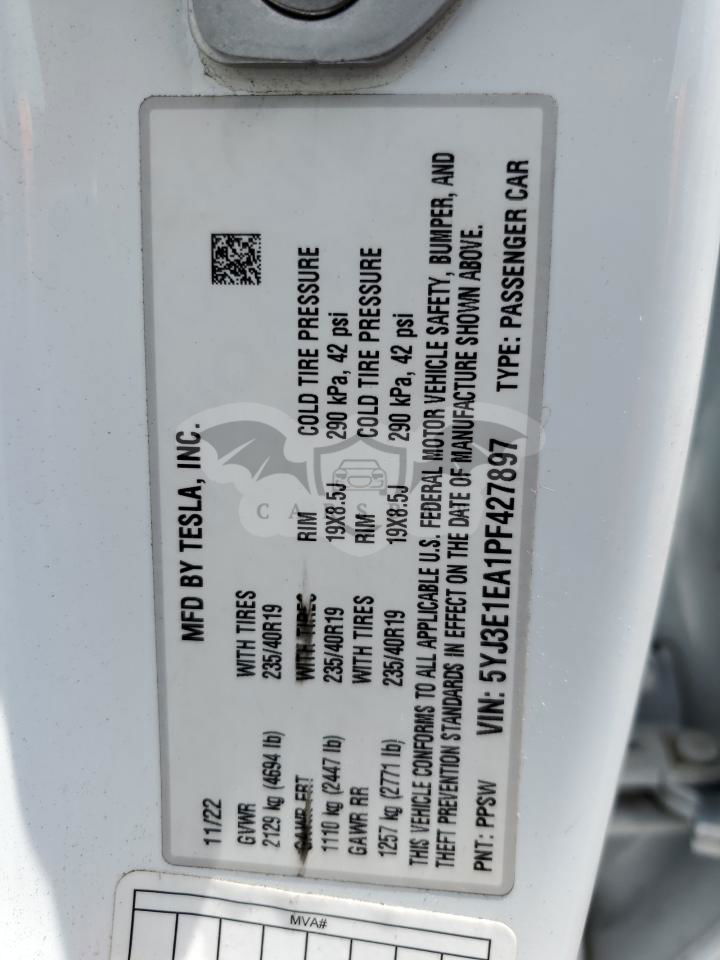 MFD BY TESLA, INC.
11/22
GVWR WITH TIRES
2129 kg (4694 lb) 235/40R19
GAWR FRT WITH TIRES RIM COLD TIRE PRESSURE
1110 kg (2447 lb) 235/40R19 19X8.5J 290 kPa, 42 psi
GAWR RR WITH TIRES RIM COLD TIRE PRESSURE
1257 kg (2771 lb) 235/40R19 19X8.5J 290 kPa, 42 psi
THIS VEHICLE CONFORMS TO ALL APPLICABLE U.S. FEDERAL MOTOR VEHICLE SAFETY, BUMPER, AND
THEFT PREVENTION STANDARDS IN EFFECT ON THE DATE OF MANUFACTURE SHOWN ABOVE.
PNT: PPSW VIN: 5YJ3E1EA1PF427897 TYPE: PASSENGER CAR
MVA#